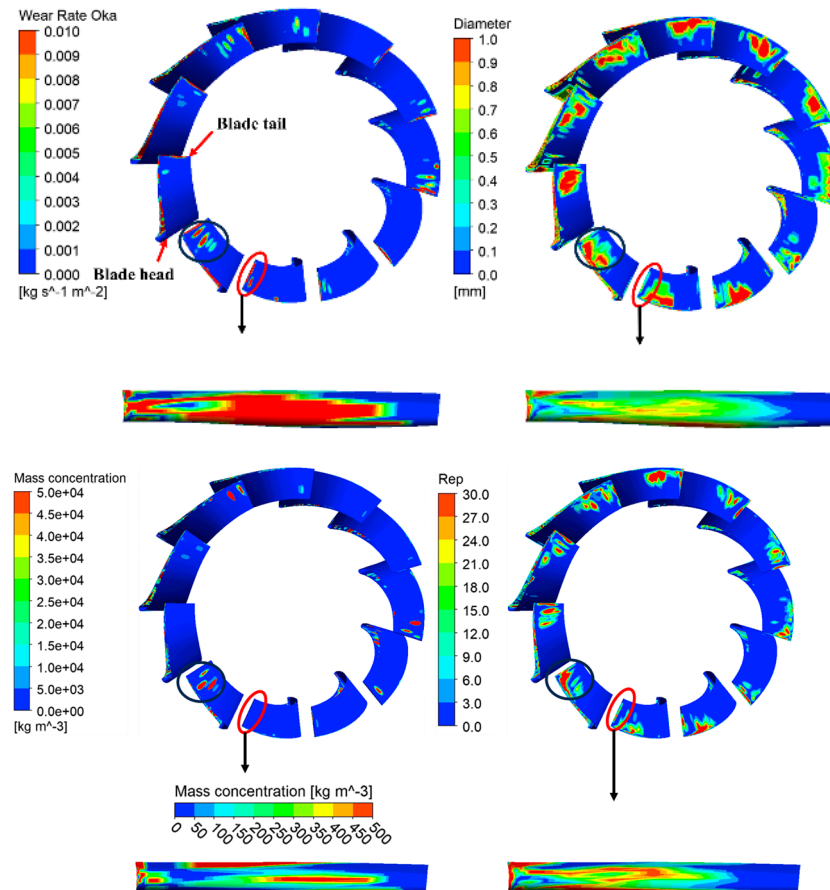 Wear Rate Oka
0.010
0.009
0.008
0.007
0.006
0.005
0.004
0.003
0.002
0.001
0.000
[kg s^-1 m^-2]
Blade tail
Blade head
Diameter
1.0
0.9
0.8
0.7
0.6
0.5
0.4
0.3
0.2
0.1
0.0
[mm]
Mass concentration
5.0e+04
4.5e+04
4.0e+04
3.5e+04
3.0e+04
2.5e+04
2.0e+04
1.5e+04
1.0e+04
5.0e+03
0.0e+00
[kg m^-3]
Rep
30.0
27.0
24.0
21.0
18.0
15.0
12.0
9.0
6.0
3.0
0.0
Mass concentration [kg m^-3]
0 50 100 150 200 250 300 350 400 450 500